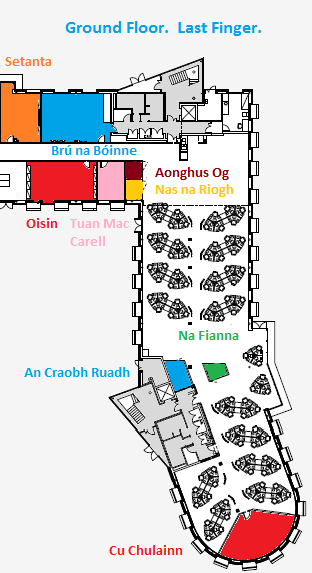 Ground Floor.  Last Finger.
Setanta
Brú na Bóinne
Aonghus Og
Nas na Riogh
Oisin
Tuan Mac
Carell
Na Fianna
An Craobh Ruadh
Cu Chulainn